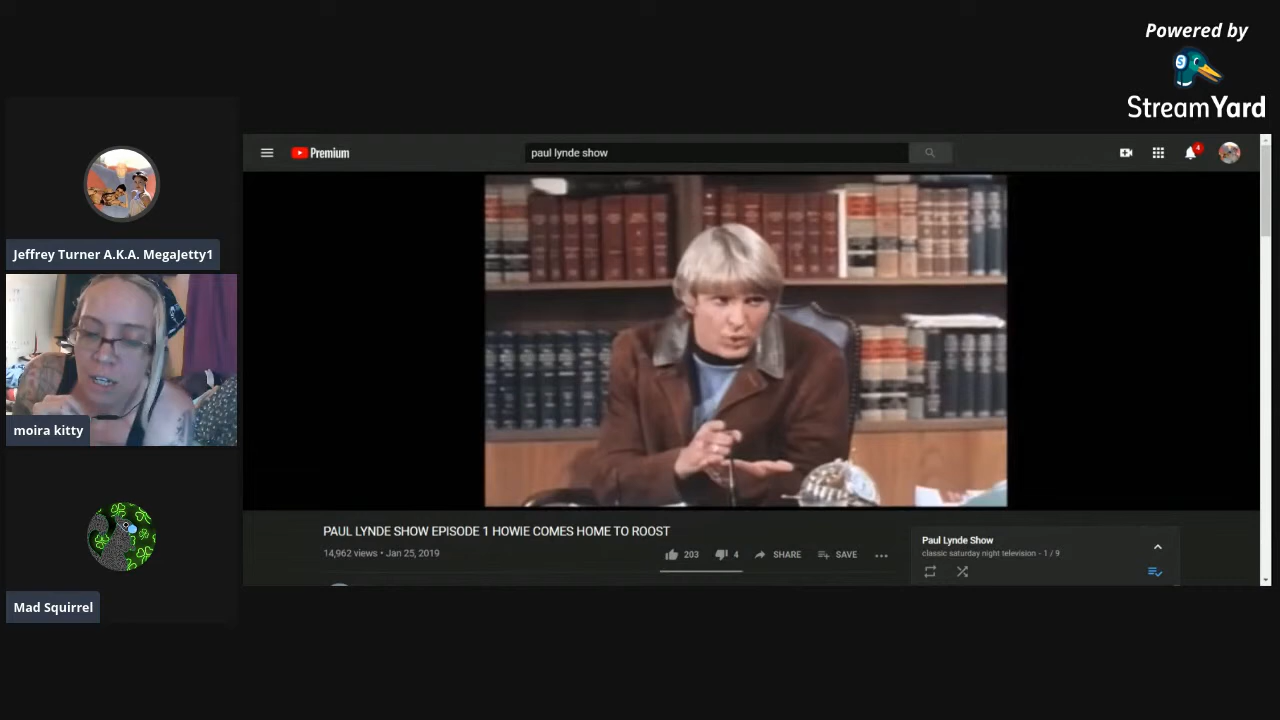 Powered by
StreamYard
Premium
paul lynde show
4
Jeffrey Turner A.K.A. MegaJetty1
moira kitty
Mad Squirrel
PAUL LYNDE SHOW EPISODE 1 HOWIE COMES HOME TO ROOST
14,962 views • Jan 25, 2019
203
4
SHARE
SAVE
Paul Lynde Show
classic saturday night television - 1 / 9